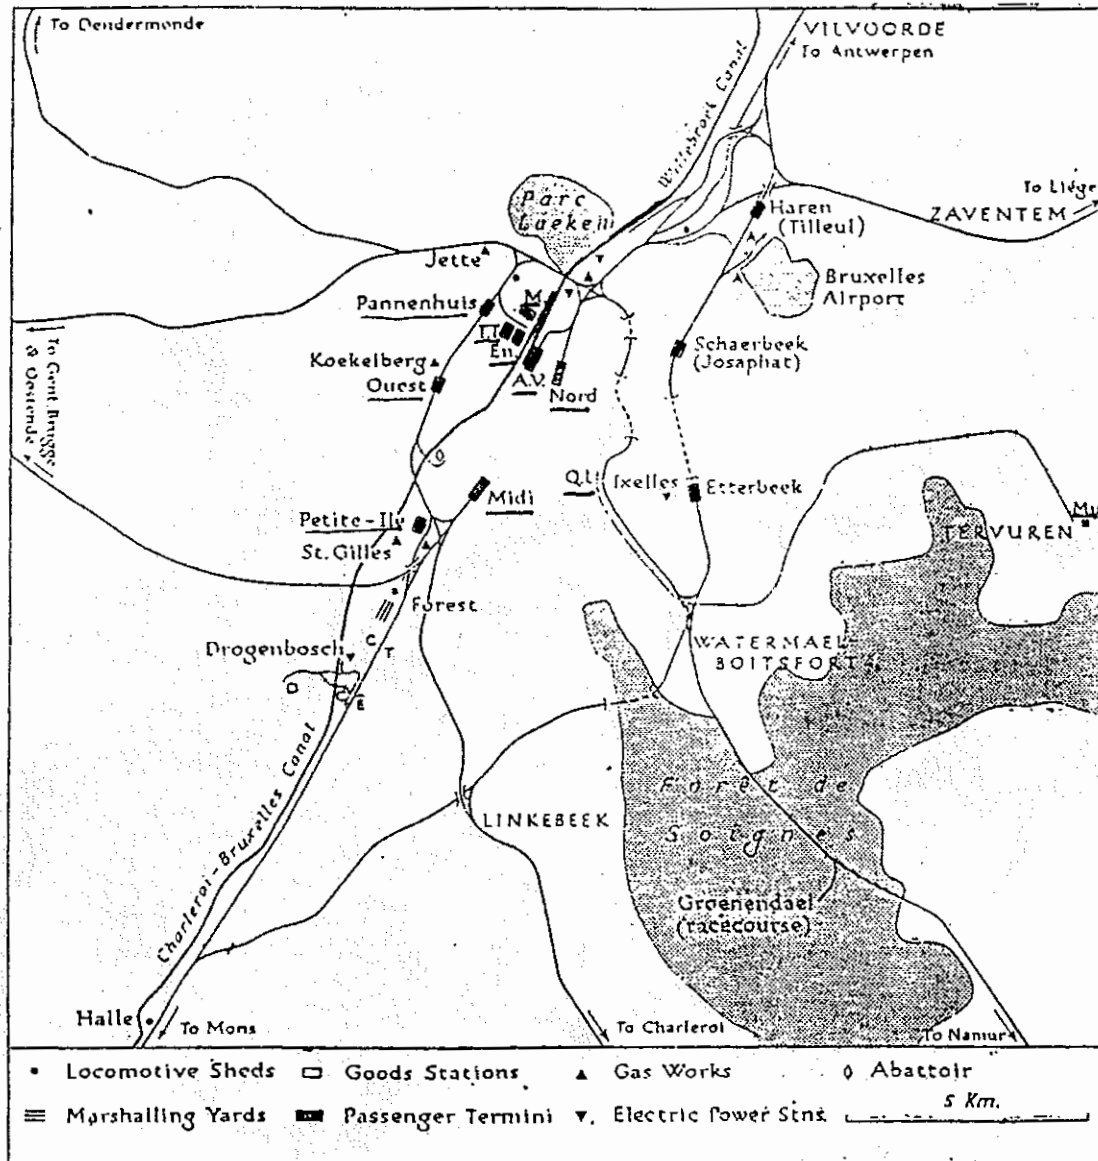 To Dendermonde
VILVOORDE
To Antwerpen
Willebroek Canal
Parc
Laeken
To Liége
ZAVENTEM
Haren
(Tilleul)
Jette
Bruxelles
Airport
Pannenhuis
M.
T.T
En.
Schaerbeek
(Josaphat)
Koekelberg
Ouest
A.V.
Nord
To Gent, Brugge
& Oostende
Q.L.
Ixelles
Etterbeek
Midi
Petite-Ile
St. Gilles
TERVUREN
Mu
Forest
Drogenbosch
C
T.
E
WATERMAEL
BOITSFORT
Charleroi-Bruxelles Canal
Forêt de
Soignes
LINKEBEEK
Groenendael
(racecourse)
Halle
To Mons
To Charleroi
To Namur
Locomotive Sheds
Goods Stations
Gas Works
Abattoir
Marshalling Yards
Passenger Termini
Electric Power Stns.
5 Km.